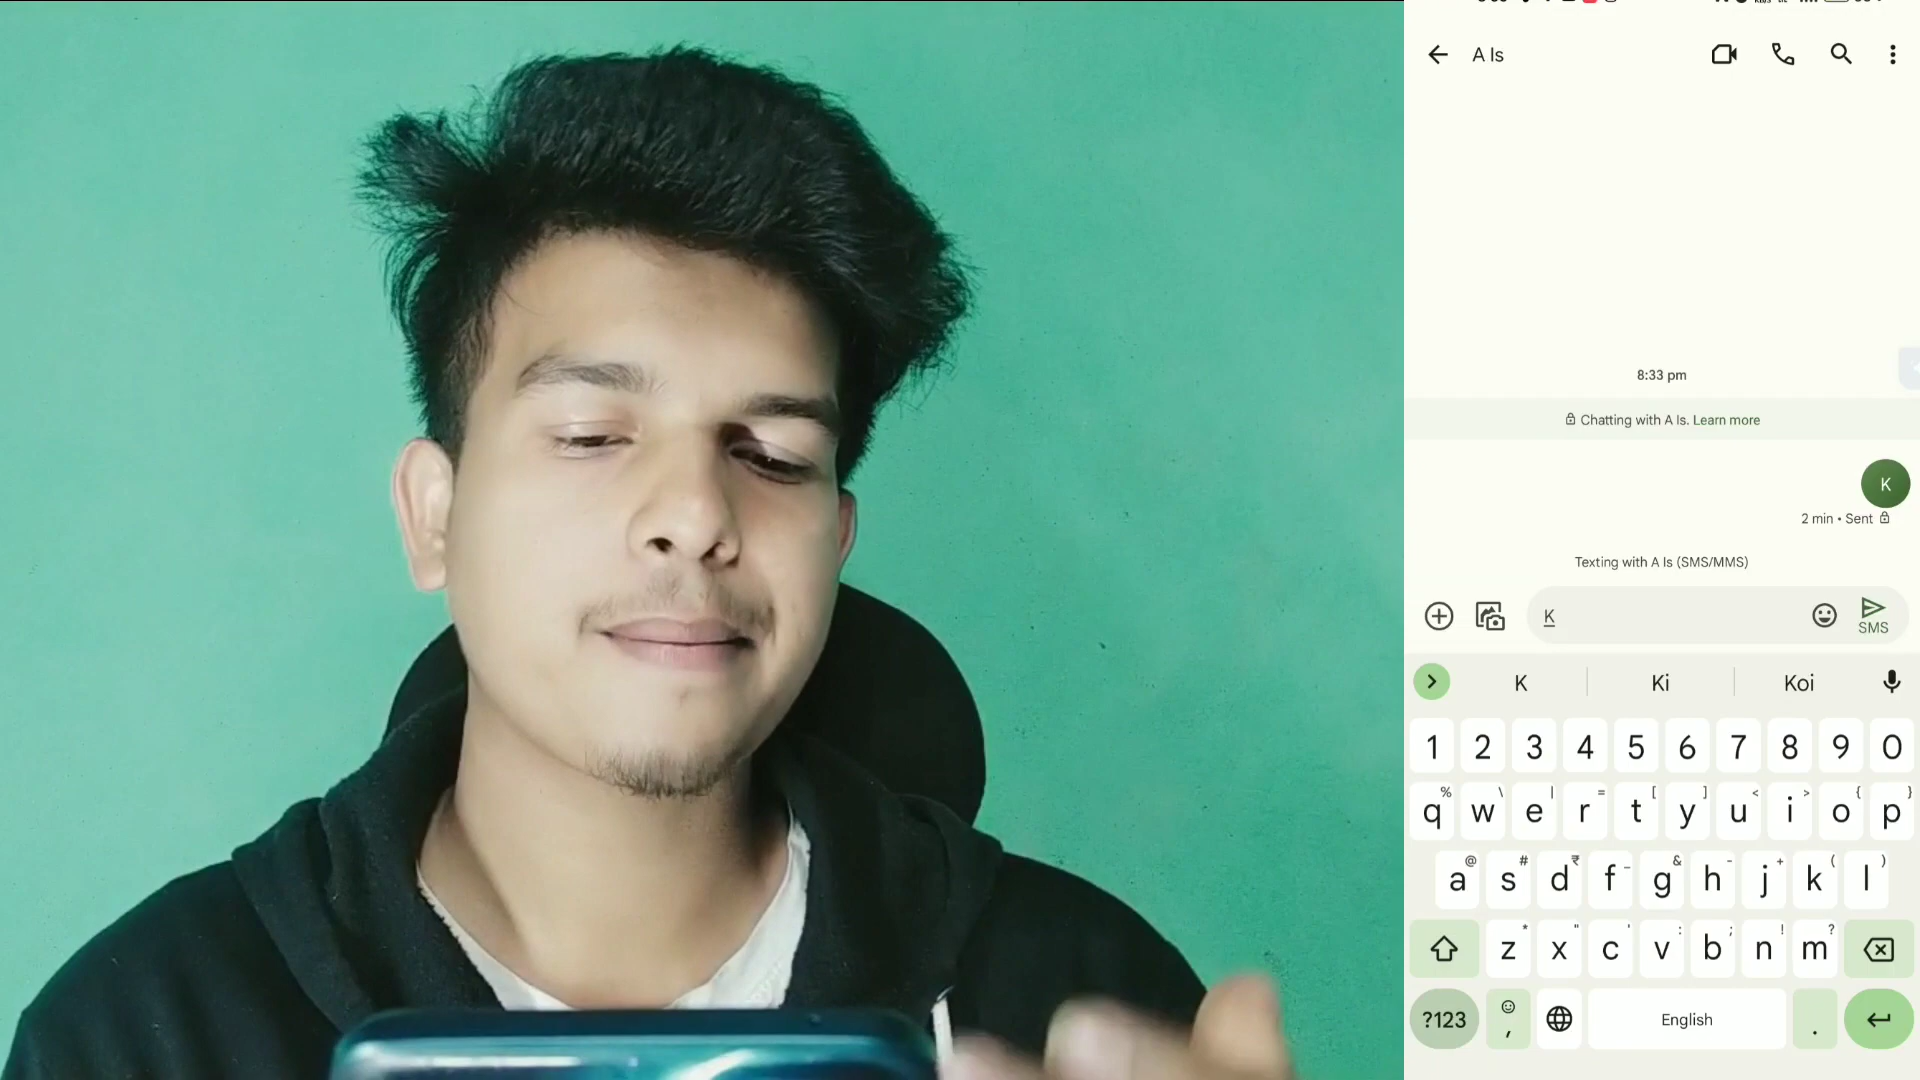 A Is
8:33 pm
Chatting with A Is. Learn more
K
2 min • Sent
Texting with A Is (SMS/MMS)
K
SMS
K Ki Koi
1 2 3 4 5 6 7 8 9 0
% \ | = [ ] < > { }
q w e r t y u i o p
@ # ₹ _ & - + ( )
a s d f g h j k l
* " ' : ; ! ?
z x c v b n m
?123 , English .